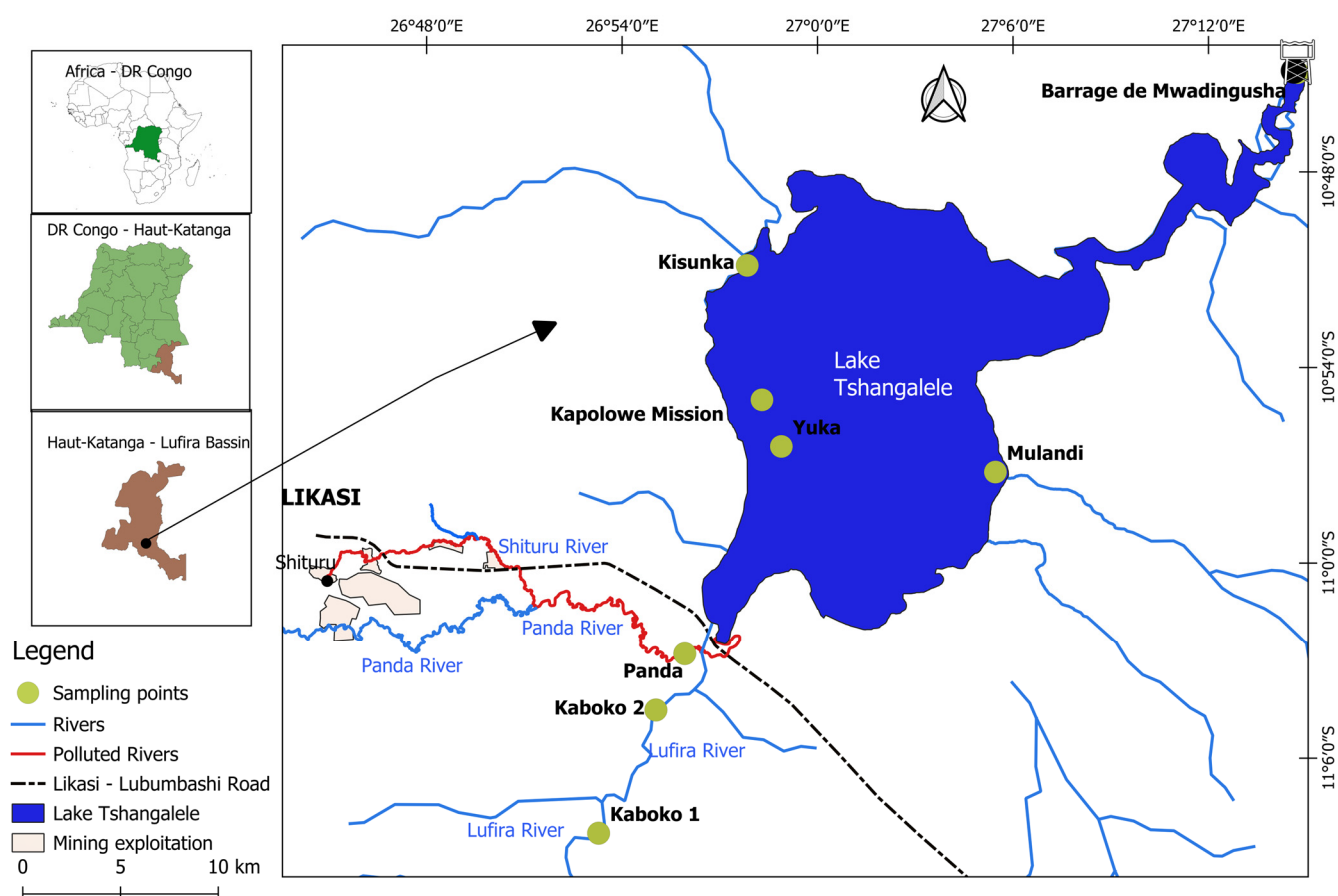 26°48′0″E
26°54′0″E
27°0′0″E
27°6′0″E
27°12′0″E
Africa - DR Congo
DR Congo - Haut-Katanga
Haut-Katanga - Lufira Bassin
Barrage de Mwadingusha
10°48′0″S
Kisunka
Lake
Tshangalele
10°54′0″S
Kapolowe Mission
Yuka
Mulandi
LIKASI
Shituru River
Shituru
11°0′0″S
Panda River
Panda River
Panda
Kaboko 2
Lufira River
11°6′0″S
Kaboko 1
Lufira River
Legend
Sampling points
Rivers
Polluted Rivers
Likasi - Lubumbashi Road
Lake Tshangalele
Mining exploitation
0 5 10 km